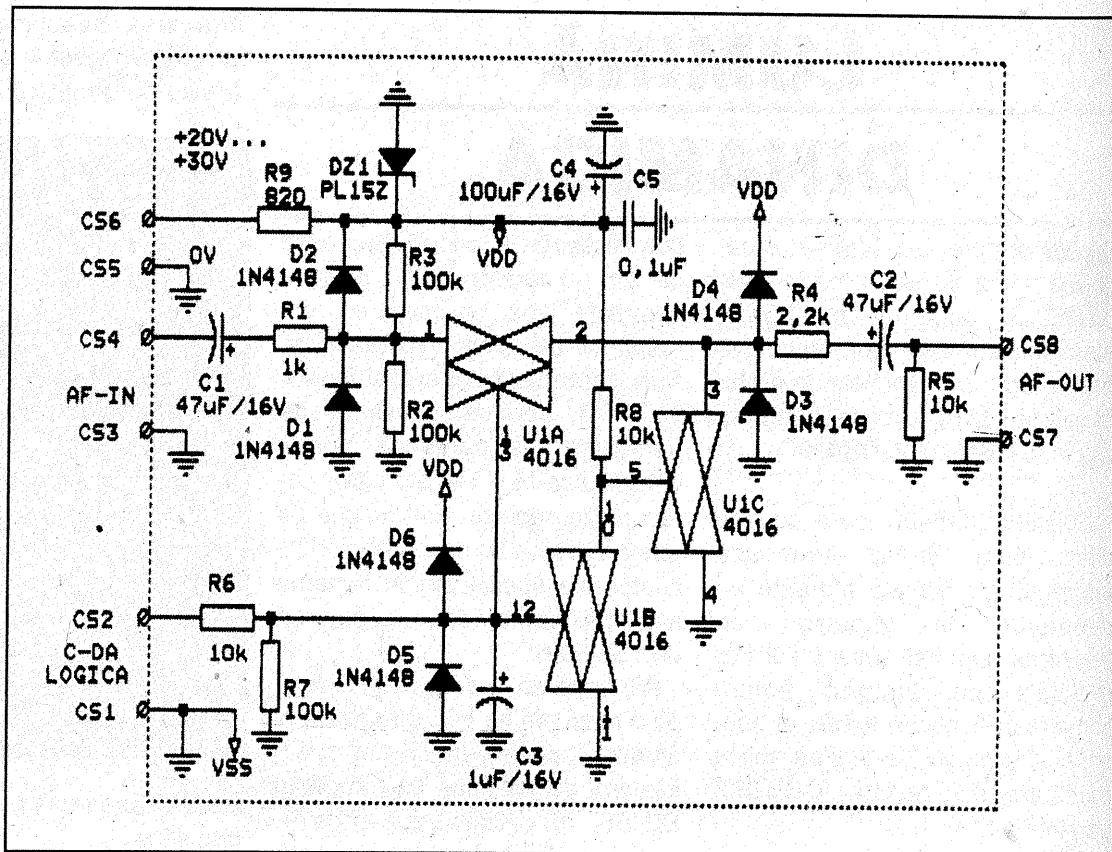 +20V...
+30V
R9
820
DZ1
PL15Z
C4
100uF/16V
C5
0,1uF
VDD
CS6
D2
1N4148
R3
100k
VDD
CS5
0V
D4
1N4148
R4
2,2k
C2
47uF/16V
CS4
R1
1k
1
2
CS8
C1
47uF/16V
AF-IN
D1
1N4148
R2
100k
U1A
4016
13
R8
10k
3
D3
1N4148
R5
10k
AF-OUT
CS3
CS7
VDD
5
U1C
4016
10
4
D6
1N4148
R6
10k
CS2
12
U1B
4016
C-DA
LOGICA
D5
1N4148
R7
100k
CS1
VSS
11
C3
1uF/16V